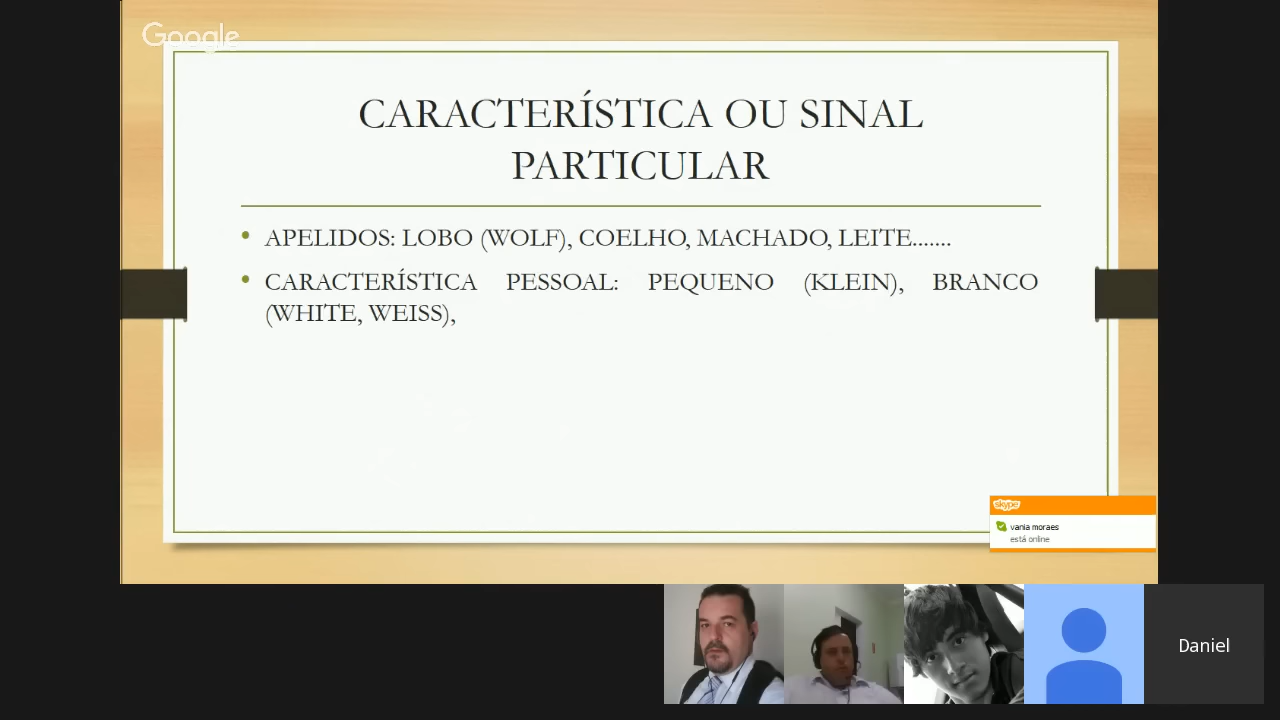 Google
CARACTERÍSTICA OU SINAL
PARTICULAR
• APELIDOS: LOBO (WOLF), COELHO, MACHADO, LEITE.......
• CARACTERÍSTICA PESSOAL: PEQUENO (KLEIN), BRANCO
(WHITE, WEISS),
skype
vania moraes
está online
Daniel